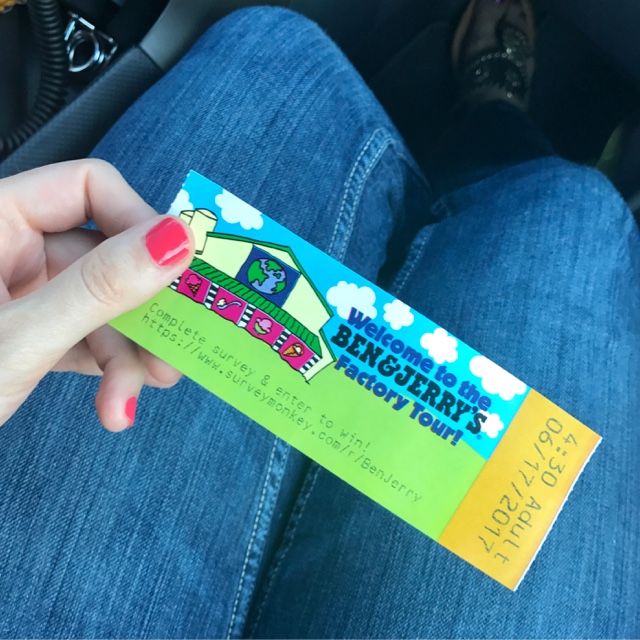 Welcome to the
BEN&JERRY'S
Factory Tour!
Complete survey & enter to win!
https://www.surveymonkey.com/r/BenJerry
4:30 Adult
06/17/2017